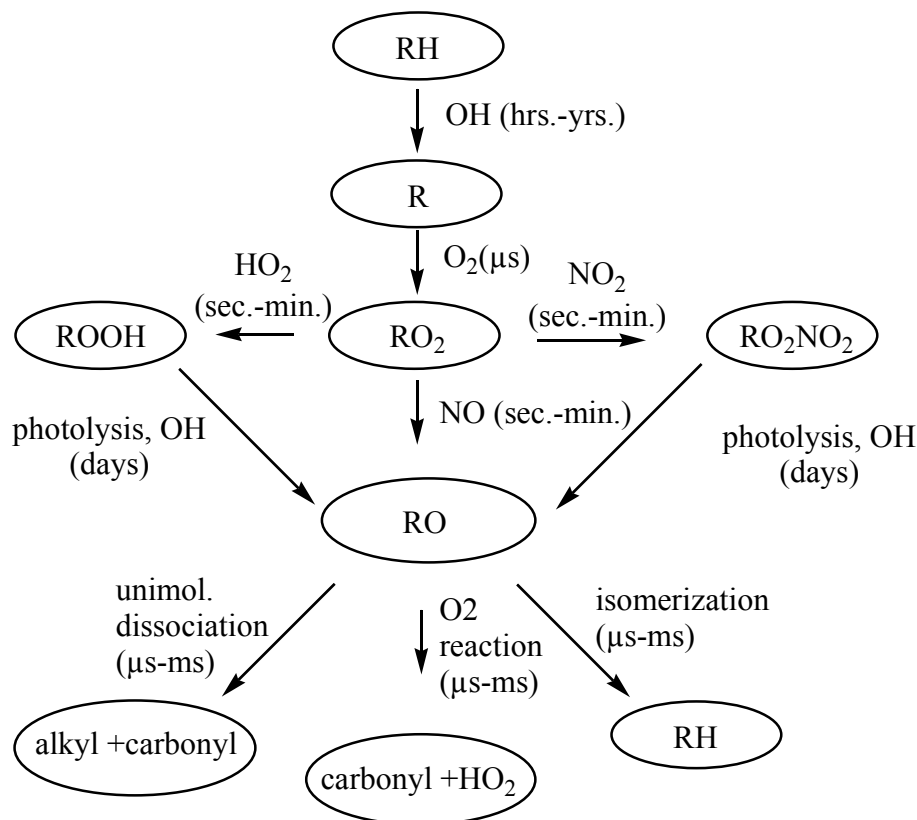 RH
OH (hrs.-yrs.)
R
O₂(µs)
HO₂
(sec.-min.)
NO₂
(sec.-min.)
ROOH
RO₂
RO₂NO₂
NO (sec.-min.)
photolysis, OH
(days)
photolysis, OH
(days)
RO
unimol.
dissociation
(µs-ms)
O2
reaction
(µs-ms)
isomerization
(µs-ms)
alkyl +carbonyl
carbonyl +HO₂
RH